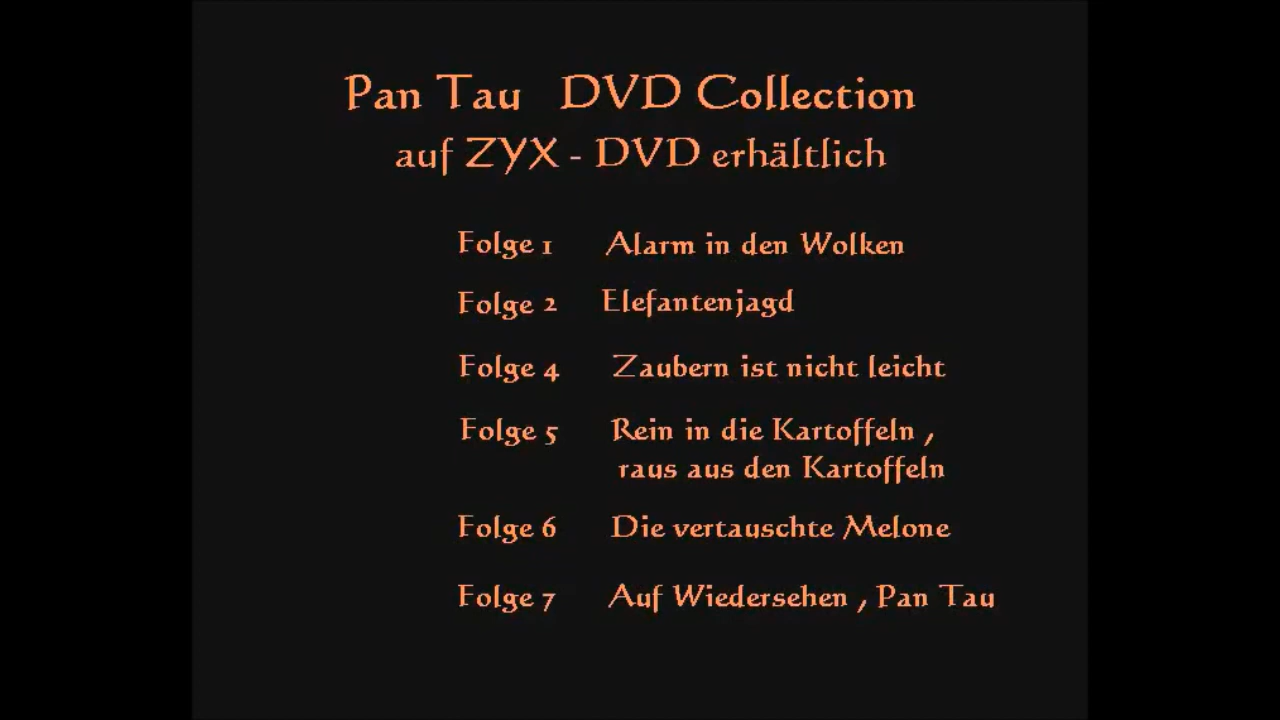 Pan Tau DVD Collection
auf ZYX - DVD erhältlich
Folge 1 Alarm in den Wolken
Folge 2 Elefantenjagd
Folge 4 Zaubern ist nicht leicht
Folge 5 Rein in die Kartoffeln ,
raus aus den Kartoffeln
Folge 6 Die vertauschte Melone
Folge 7 Auf Wiedersehen , Pan Tau